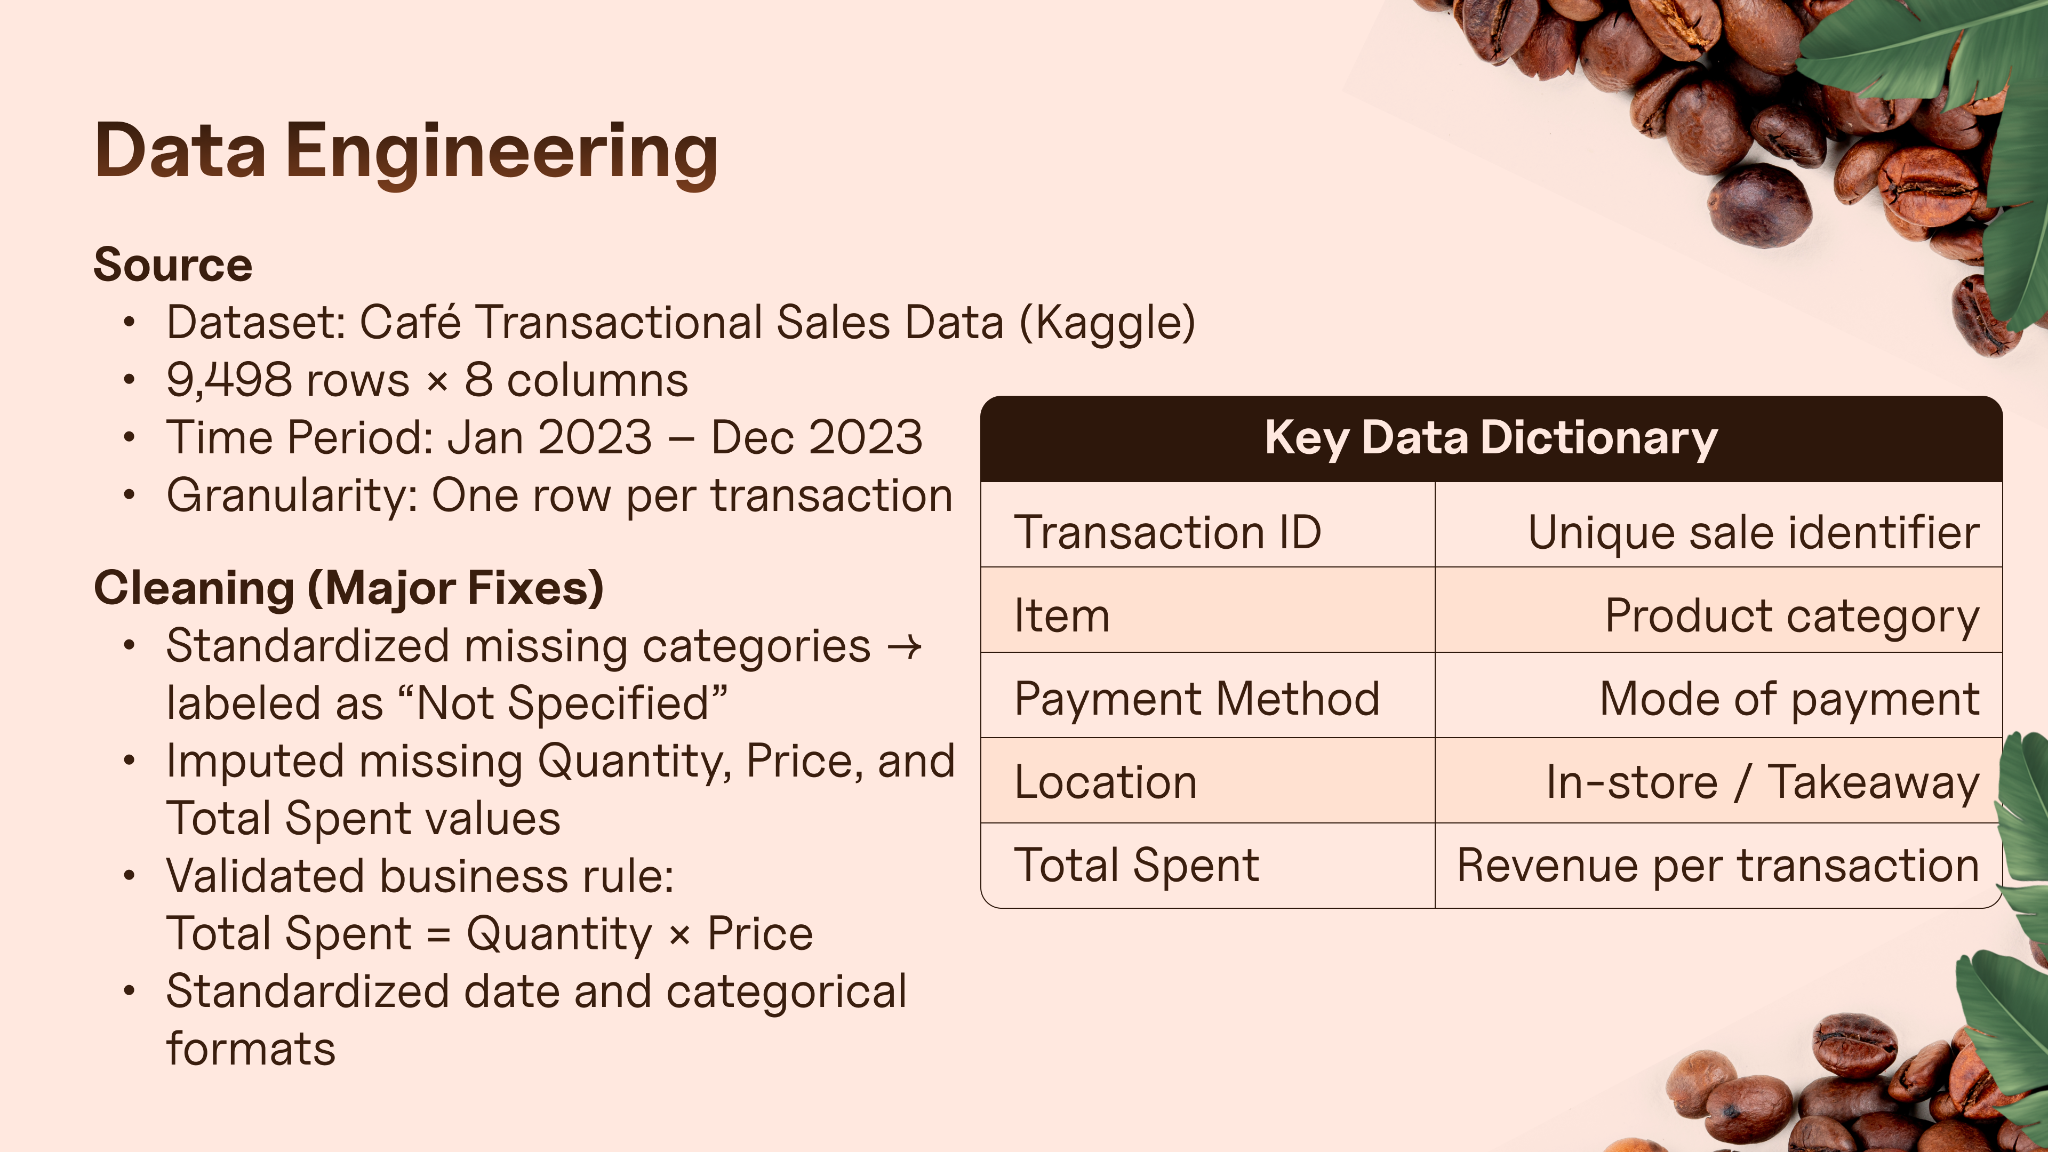 Data Engineering
Source
• Dataset: Café Transactional Sales Data (Kaggle)
• 9,498 rows × 8 columns
• Time Period: Jan 2023 – Dec 2023
• Granularity: One row per transaction
Cleaning (Major Fixes)
• Standardized missing categories →
labeled as “Not Specified”
• Imputed missing Quantity, Price, and
Total Spent values
• Validated business rule:
Total Spent = Quantity × Price
• Standardized date and categorical
formats
Key Data Dictionary
Transaction ID Unique sale identifier
Item Product category
Payment Method Mode of payment
Location In-store / Takeaway
Total Spent Revenue per transaction